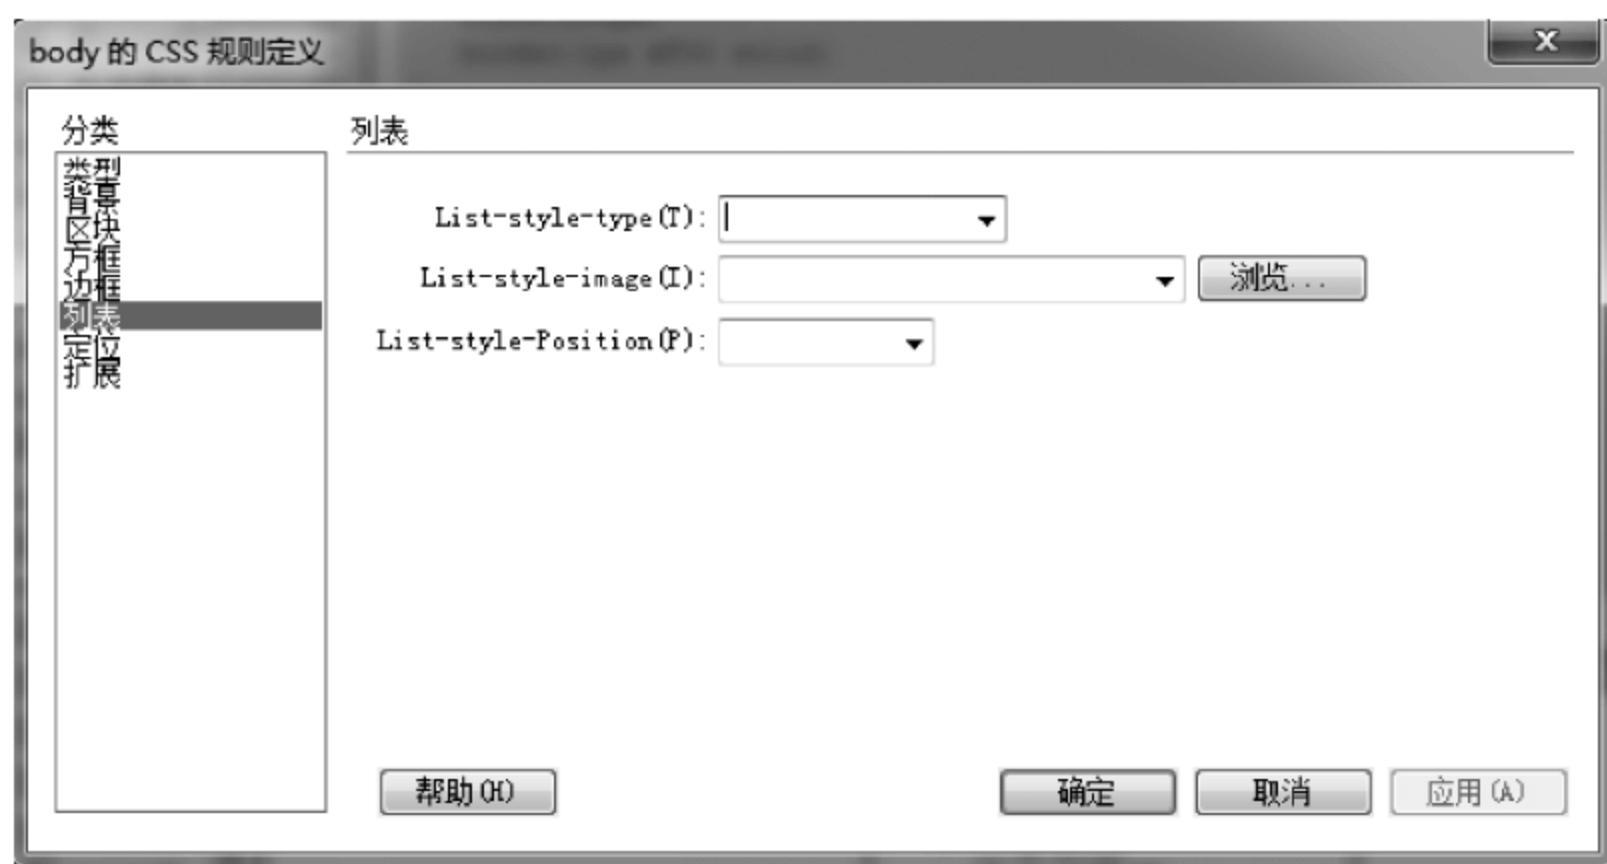 body 的 CSS 规则定义
分类
类型
背景
区块
方框
边框
列表
定位
扩展
列表
List-style-type(T):
List-style-image(I):
浏览...
List-style-Position(P):
帮助(H)
确定
取消
应用(A)